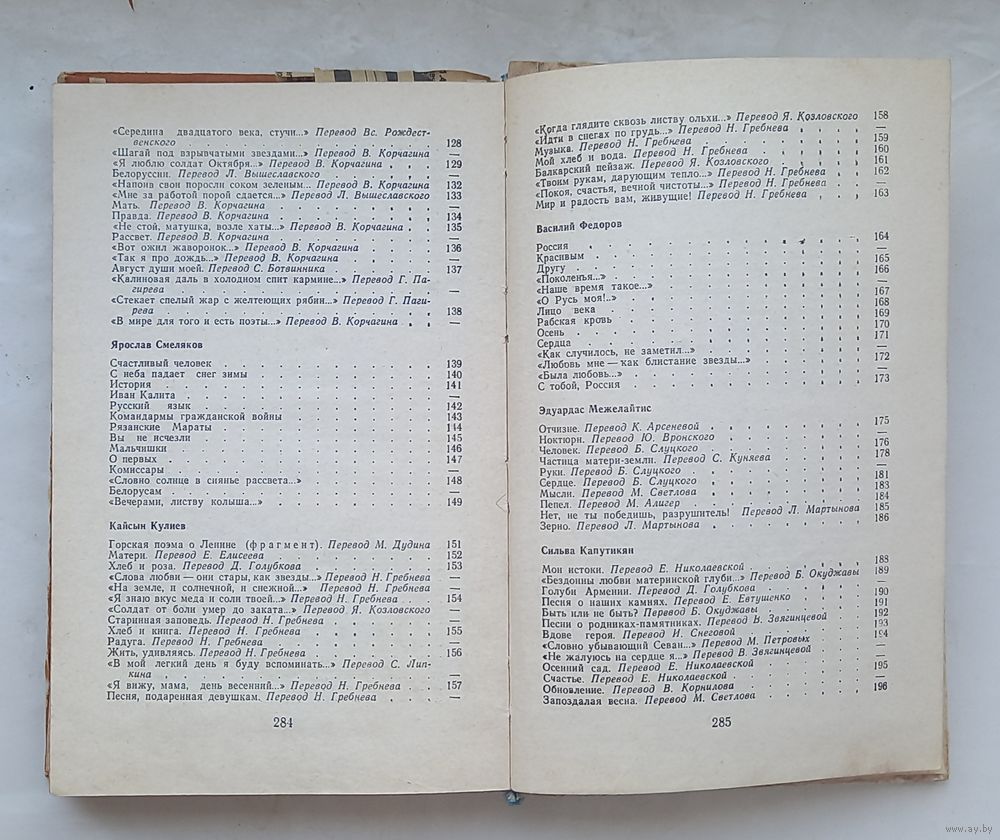 «Середина двадцатого века, стучи...» Перевод Вс. Рождест-
венского . . . 128
«Шагай под взрывчатыми звездами...» Перевод В. Корчагина —
«Я люблю солдат Октября...» Перевод В. Корчагина . . 129
Белоруссии. Перевод Л. Вышеславского . . . —
«Напоив свои поросли соком зеленым... Перевод В. Корчагина 132
«Мне за работой порой сдается...» Перевод Л. Вышеславского 133
Мать. Перевод В. Корчагина . . . —
Правда. Перевод В. Корчагина . . . 134
«Не стой, матушка, возле хаты...» Перевод В. Корчагина . . 135
Рассвет. Перевод В. Корчагина . . . —
«Вот ожил жаворонок...» Перевод В. Корчагина . . . 136
«Так я про дождь...» Перевод В. Корчагина . . . —
Август души моей. Перевод С. Ботвинника . . . 137
«Калиновая даль в холодном спит кармине...» Перевод Г. Па-
гирева . . . —
«Стекает спелый жар с желтеющих рябин...» Перевод Г. Паги-
рева . . . 138
«В мире для того и есть поэты...» Перевод В. Корчагина . . —
Ярослав Смеляков
Счастливый человек . . . 139
С неба падает снег зимы . . . 140
История . . . 141
Иван Калита . . . —
Русский язык . . . 142
Командармы гражданской войны . . . 143
Рязанские Мараты . . . 144
Вы не исчезли . . . 145
Мальчишки . . . 146
О первых . . . 147
Комиссары . . . —
«Словно солнце в сиянье рассвета...» . . . 148
Белорусам . . . —
«Вечерами, листву колыша...» . . . 149
Кайсын Кулиев
Горская поэма о Ленине (фрагмент). Перевод М. Дудина 151
Матери. Перевод Е. Елисеева . . . 152
Хлеб и роза. Перевод Д. Голубкова . . . 153
«Слова любви — они стары, как звезды...» Перевод Н. Гребнева —
«На земле, и солнечной, и снежной...» Перевод Н. Гребнева —
«Я знаю вкус меда и соли твоей...» Перевод Н. Гребнева . . 154
«Солдат от боли умер до заката...» Перевод Я. Козловского —
Старинная заповедь. Перевод Н. Гребнева . . . —
Хлеб и книга. Перевод Н. Гребнева . . . 155
Радуга. Перевод Н. Гребнева . . . —
Жить, удивляясь. Перевод Н. Гребнева . . . 156
«В мой легкий день я буду вспоминать...» Перевод С. Лип-
кина . . . —
«Я вижу, мама, день весенний...» Перевод Н. Гребнева . . 157
Песня, подаренная девушкам. Перевод Н. Гребнева . . —
284
«Когда глядите сквозь листву ольхи...» Перевод Я. Козловского 158
«Идти в снегах по грудь...» Перевод Н. Гребнева . . . —
Музыка. Перевод Н. Гребнева . . . 159
Мой хлеб и вода. Перевод Н. Гребнева . . . 160
Балкарский пейзаж. Перевод Я. Козловского . . . 161
«Твоим рукам, дарующим тепло...» Перевод Н. Гребнева . 162
«Покоя, счастья, вечной чистоты...» Перевод Н. Гребнева . —
Мир и радость вам, живущие! Перевод Н. Гребнева . . . 163
Василий Федоров
Россия . . . 164
Красивым . . . —
Другу . . . 165
«Поколенья...» . . . 166
«Наше время такое...» . . . —
«О Русь моя!..» . . . 167
Лицо века . . . 168
Рабская кровь . . . 169
Осень . . . 170
Сердца . . . 171
«Как случилось, не заметил...» . . . —
«Любовь мне — как блистание звезды...» . . . 172
«Была любовь...» . . . —
С тобой, Россия . . . 173
Эдуардас Межелайтис
Отчизне. Перевод К. Арсеневой . . . 175
Ноктюрн. Перевод Ю. Вронского . . . —
Человек. Перевод Б. Слуцкого . . . 176
Частица матери-земли. Перевод С. Куняева . . . 178
Руки. Перевод Б. Слуцкого . . . —
Сердце. Перевод Б. Слуцкого . . . 181
Мысли. Перевод М. Светлова . . . 183
Пепел. Перевод М. Алигер . . . 184
Нет, не ты победишь, разрушитель! Перевод Л. Мартынова 185
Зерно. Перевод Л. Мартынова . . . 186
Сильва Капутикян
Мои истоки. Перевод Е. Николаевской . . . 188
«Бездонны любви материнской глуби...» Перевод Б. Окуджавы 189
Голуби Армении. Перевод Д. Голубкова . . . —
Песня о наших камнях. Перевод Е. Евтушенко . . . 190
Быть или не быть? Перевод Б. Окуджавы . . . 191
Песни о родниках-памятниках. Перевод В. Звягинцевой . 192
Вдове героя. Перевод И. Снеговой . . . 193
«Словно убывающий Севан...» Перевод М. Петровых . . 194
«Не жалуюсь на сердце я...» Перевод В. Звягинцевой . . —
Осенний сад. Перевод Е. Николаевской . . . —
Счастье. Перевод Е. Николаевской . . . 195
Обновление. Перевод В. Корнилова . . . —
Запоздалая весна. Перевод М. Светлова . . . 196
285
www.ay.by